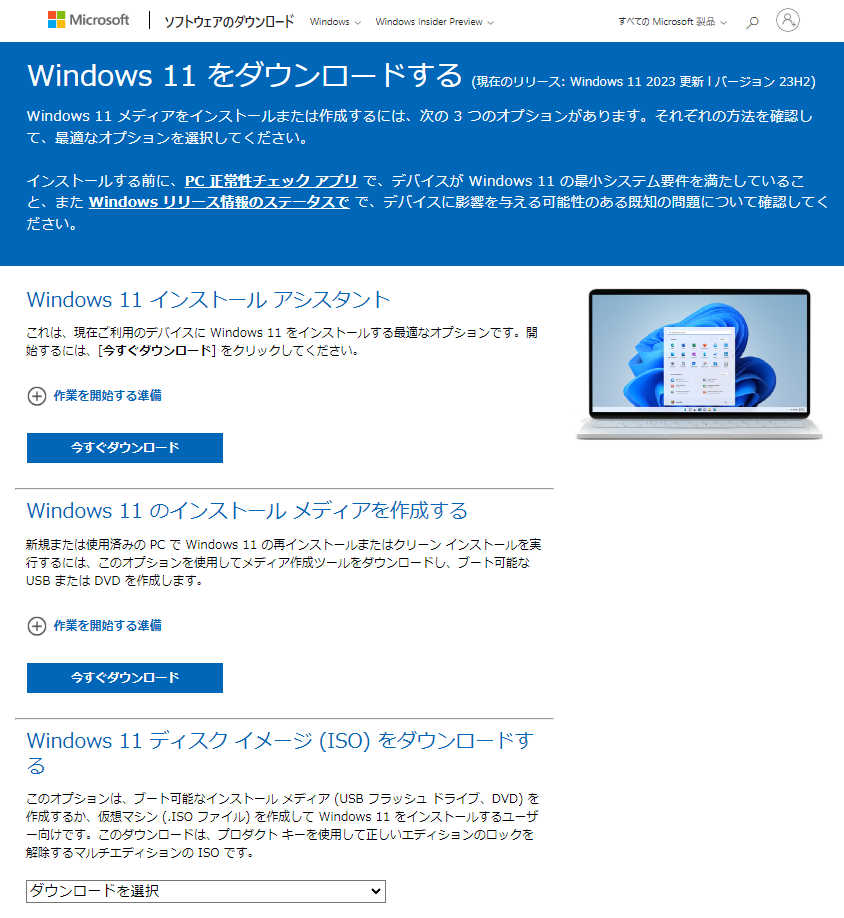 Microsoft
ソフトウェアのダウンロード
Windows
Windows Insider Preview
すべての Microsoft 製品
Windows 11 をダウンロードする (現在のリリース: Windows 11 2023 更新 l バージョン 23H2)
Windows 11 メディアをインストールまたは作成するには、次の 3 つのオプションがあります。それぞれの方法を確認し
て、最適なオプションを選択してください。
インストールする前に、PC 正常性チェック アプリ で、デバイスが Windows 11 の最小システム要件を満たしているこ
と、また Windows リリース情報のステータスで で、デバイスに影響を与える可能性のある既知の問題について確認してく
ださい。
Windows 11 インストール アシスタント
これは、現在ご利用のデバイスに Windows 11 をインストールする最適なオプションです。開
始するには、[今すぐダウンロード] をクリックしてください。
作業を開始する準備
今すぐダウンロード
Windows 11 のインストール メディアを作成する
新規または使用済みの PC で Windows 11 の再インストールまたはクリーン インストールを実
行するには、このオプションを使用してメディア作成ツールをダウンロードし、ブート可能な
USB または DVD を作成します。
作業を開始する準備
今すぐダウンロード
Windows 11 ディスク イメージ (ISO) をダウンロードす
る
このオプションは、ブート可能なインストール メディア (USB フラッシュ ドライブ、DVD) を
作成するか、仮想マシン (.ISO ファイル) を作成して Windows 11 をインストールするユーザ
ー向けです。このダウンロードは、プロダクト キーを使用して正しいエディションのロックを
解除するマルチエディションの ISO です。
ダウンロードを選択